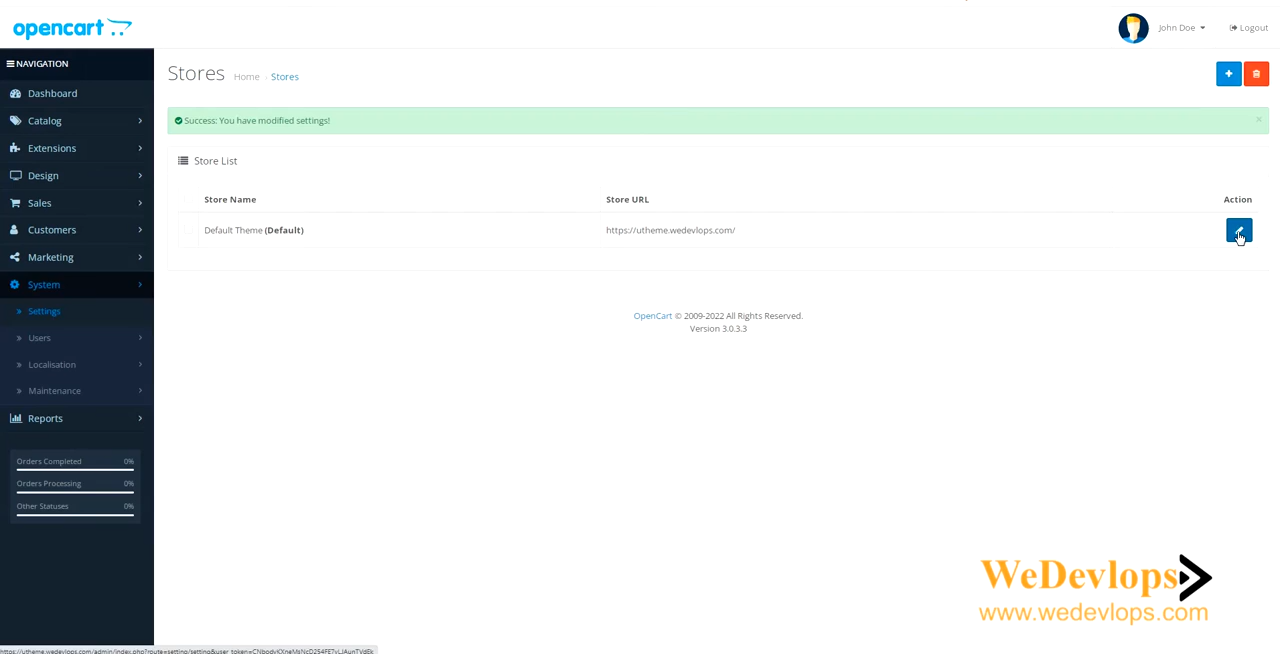 opencart
John Doe
Logout
NAVIGATION
Dashboard
Catalog
Extensions
Design
Sales
Customers
Marketing
System
Settings
Users
Localisation
Maintenance
Reports
Orders Completed 0%
Orders Processing 0%
Other Statuses 0%
Stores Home Stores
Success: You have modified settings!
×
Store List
Store Name Store URL Action
Default Theme (Default) https://utheme.wedevlops.com/
OpenCart © 2009-2022 All Rights Reserved.
Version 3.0.3.3
WeDevlops
www.wedevlops.com